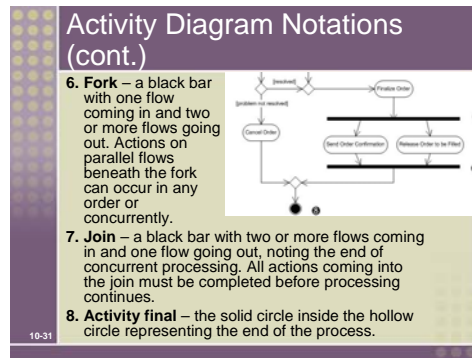 Activity Diagram Notations
(cont.)
6. Fork – a black bar
with one flow
coming in and two
or more flows going
out. Actions on
parallel flows
beneath the fork
can occur in any
order or
concurrently.
[resolved]
Finalize Order
[problem not resolved]
Cancel Order
Send Order Confirmation
Release Order to be Filled
7. Join – a black bar with two or more flows coming
in and one flow going out, noting the end of
concurrent processing. All actions coming into
the join must be completed before processing
continues.
8. Activity final – the solid circle inside the hollow
circle representing the end of the process.
10-31